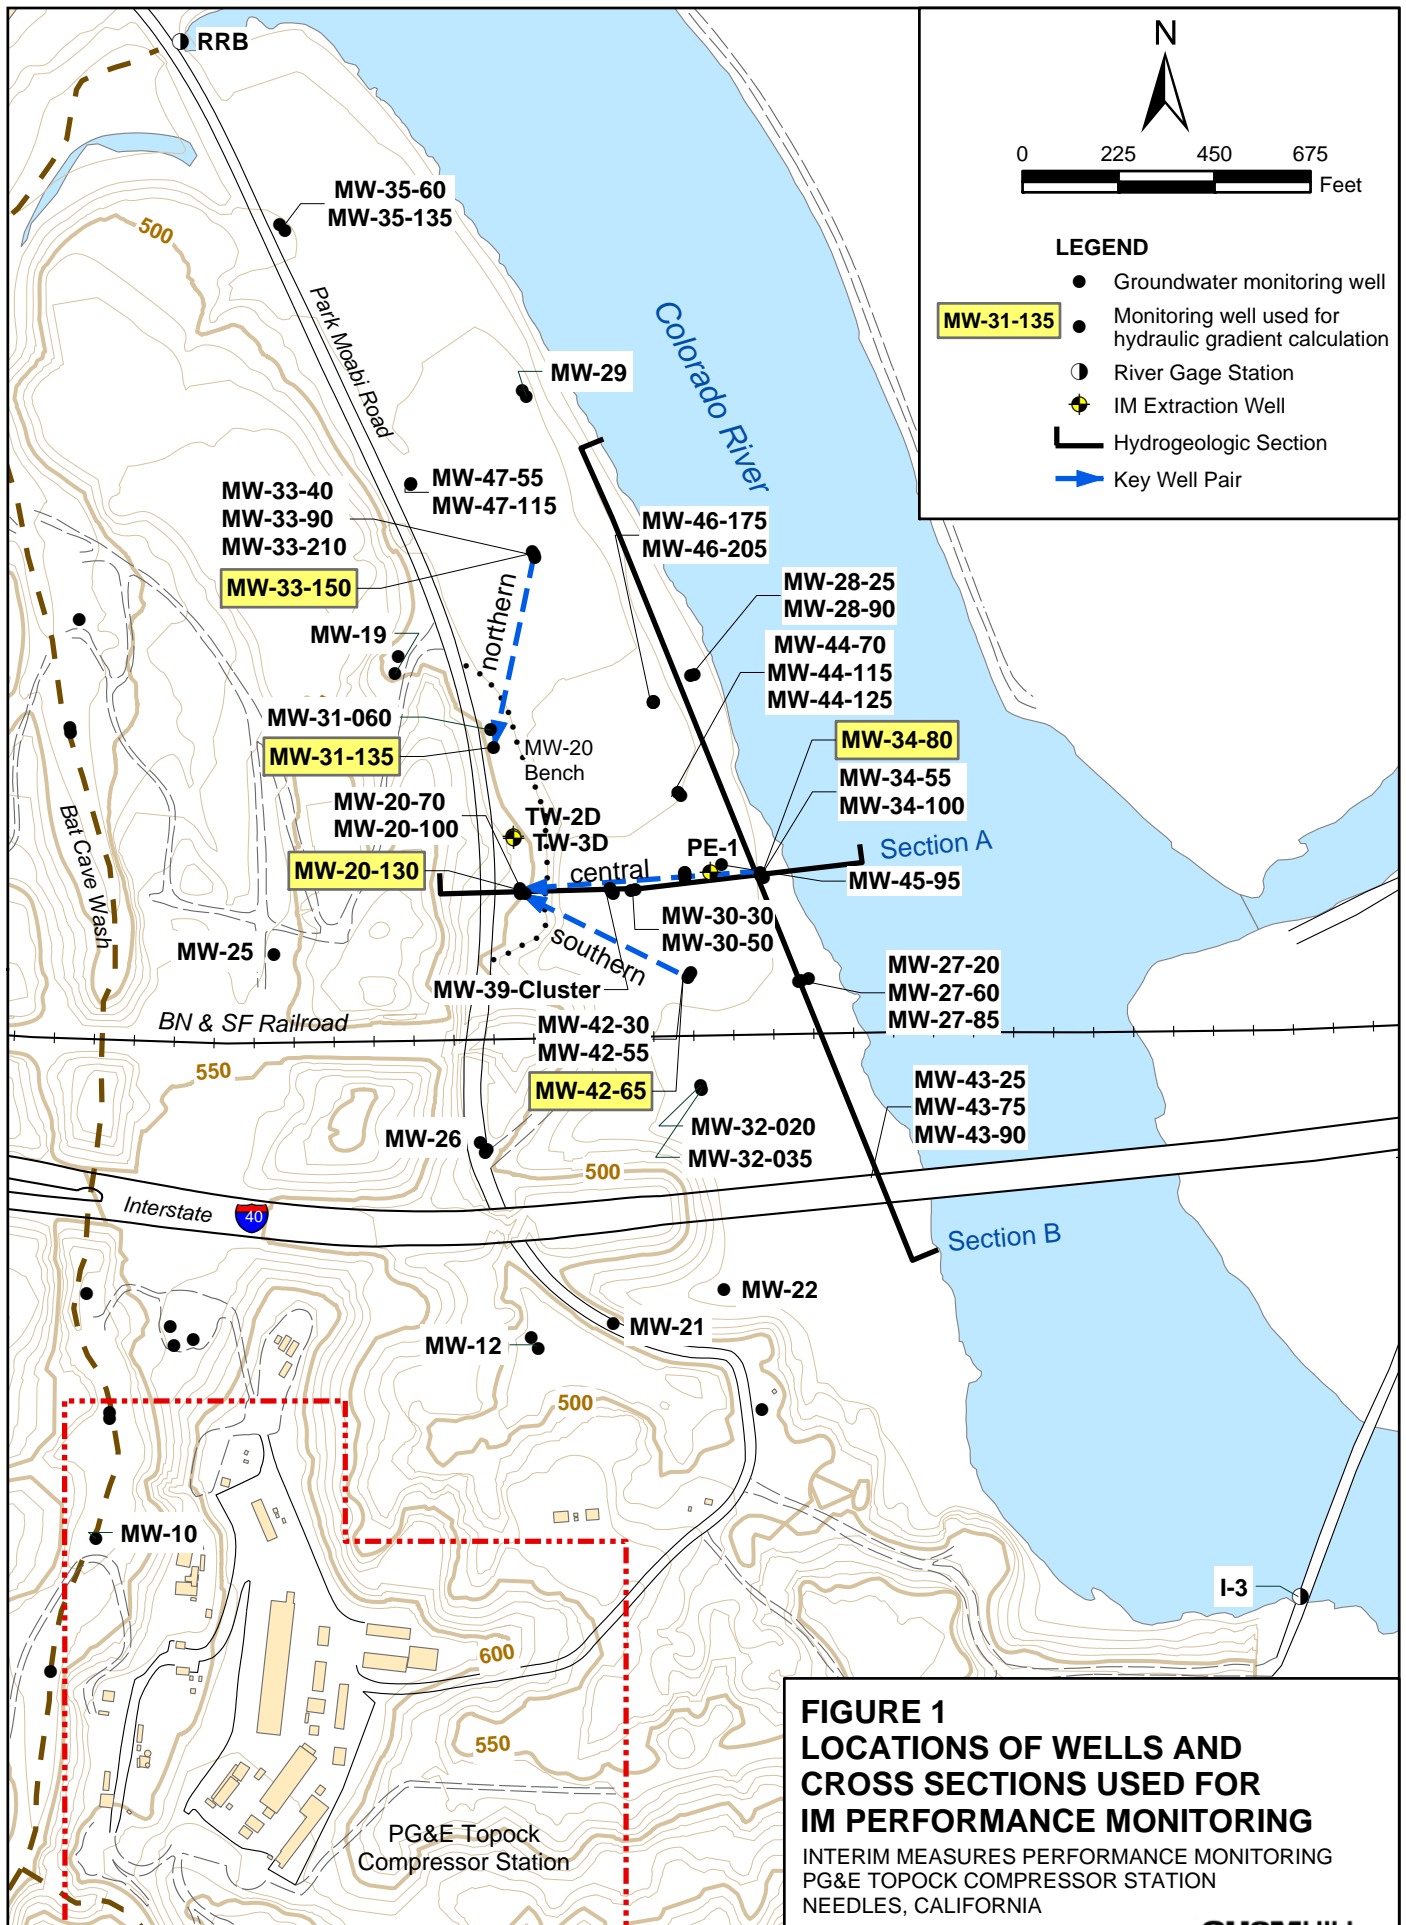 RRB
N
0 225 450 675
Feet
LEGEND
Groundwater monitoring well
MW-31-135
Monitoring well used for
hydraulic gradient calculation
River Gage Station
IM Extraction Well
Hydrogeologic Section
Key Well Pair
MW-35-60
MW-35-135
500
Park Moabi Road
Colorado River
MW-29
MW-47-55
MW-47-115
MW-33-40
MW-33-90
MW-33-210
MW-33-150
MW-46-175
MW-46-205
northern
MW-28-25
MW-28-90
MW-19
MW-44-70
MW-44-115
MW-44-125
MW-31-060
MW-31-135
MW-20
Bench
MW-34-80
MW-34-55
MW-34-100
MW-20-70
MW-20-100
TW-2D
TW-3D
MW-20-130
central
PE-1
Section A
MW-45-95
Bat Cave Wash
MW-30-30
MW-30-50
MW-25
southern
MW-39-Cluster
MW-27-20
MW-27-60
MW-27-85
BN & SF Railroad
MW-42-30
MW-42-55
MW-42-65
550
MW-43-25
MW-43-75
MW-43-90
MW-26
MW-32-020
MW-32-035
500
Interstate
40
Section B
MW-22
MW-21
MW-12
500
MW-10
I-3
600
550
PG&E Topock
Compressor Station
FIGURE 1
LOCATIONS OF WELLS AND
CROSS SECTIONS USED FOR
IM PERFORMANCE MONITORING
INTERIM MEASURES PERFORMANCE MONITORING
PG&E TOPOCK COMPRESSOR STATION
NEEDLES, CALIFORNIA